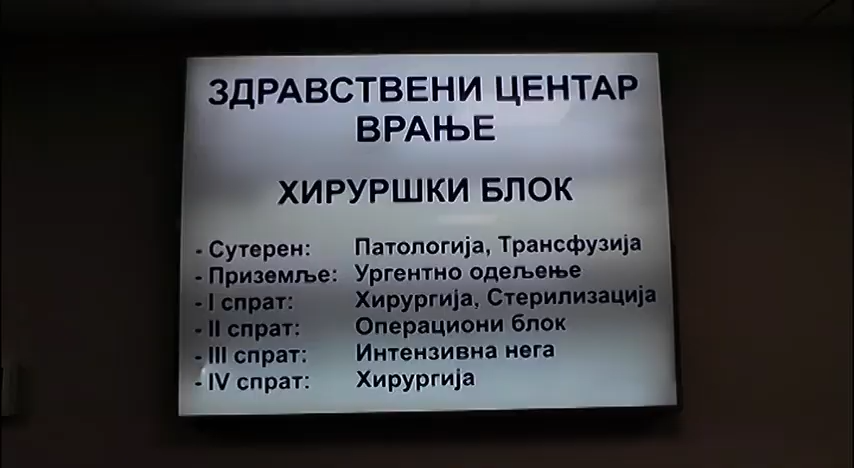 ЗДРАВСТВЕНИ ЦЕНТАР
ВРАЊЕ
ХИРУРШКИ БЛОК
- Сутерен: Патологија, Трансфузија
- Приземље: Ургентно одељење
- I спрат: Хирургија, Стерилизација
- II спрат: Операциони блок
- III спрат: Интензивна нега
- IV спрат: Хирургија